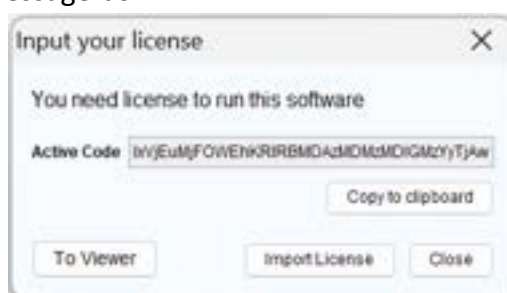 Input your license
You need license to run this software
Active Code
Copy to clipboard
To Viewer Import License Close